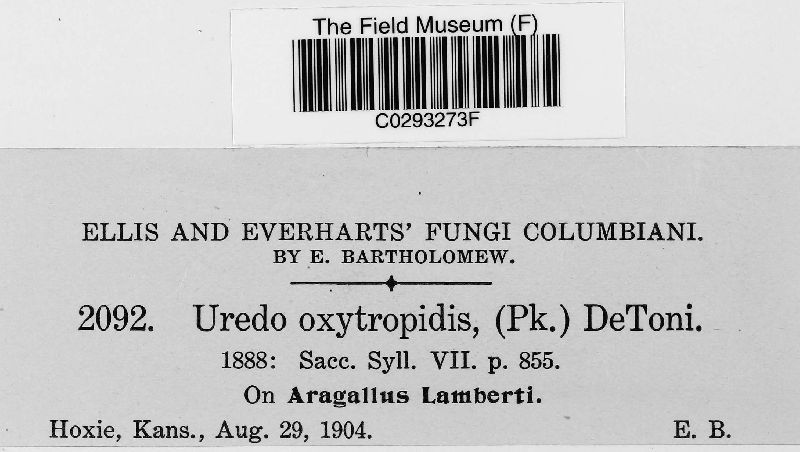 The Field Museum (F)
C0293273F
ELLIS AND EVERHARTS' FUNGI COLUMBIANI.
BY E. BARTHOLOMEW.
2092. Uredo oxytropidis, (Pk.) DeToni.
1888: Sacc. Syll. VII. p. 855.
On Aragallus Lamberti.
Hoxie, Kans., Aug. 29, 1904. E. B.